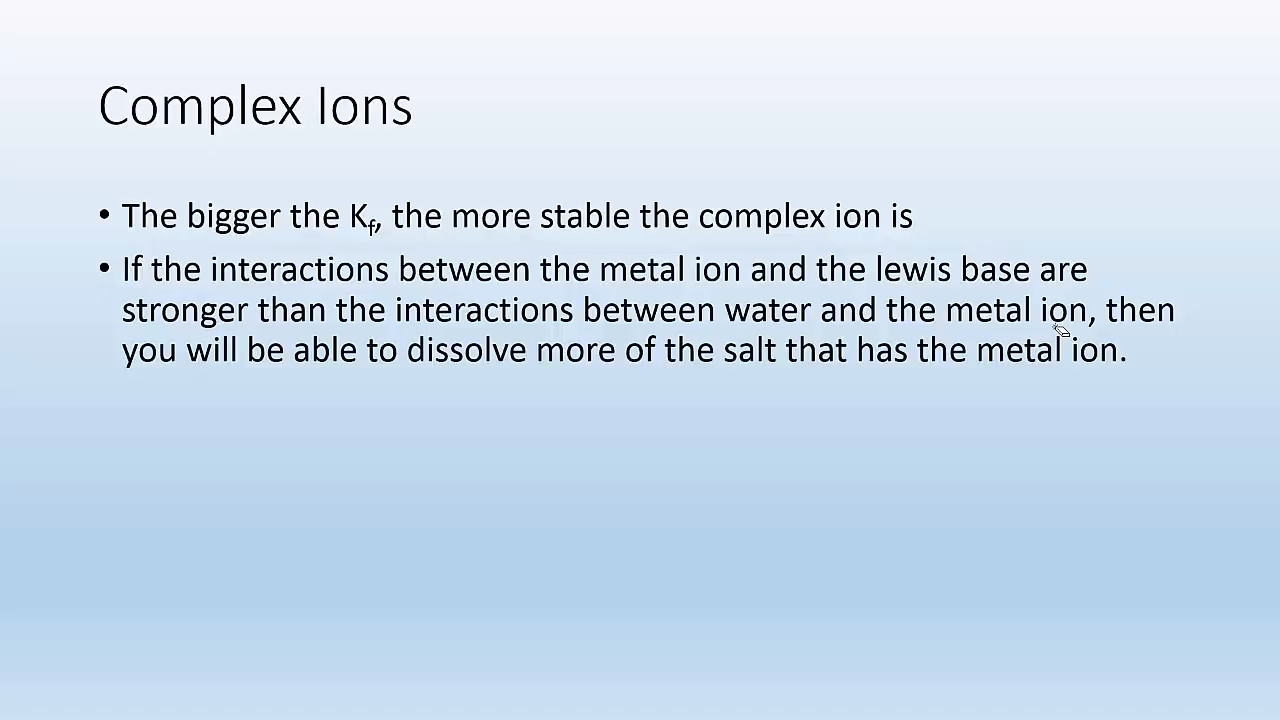 Complex Ions
• The bigger the Kf, the more stable the complex ion is
• If the interactions between the metal ion and the lewis base are
stronger than the interactions between water and the metal ion, then
you will be able to dissolve more of the salt that has the metal ion.